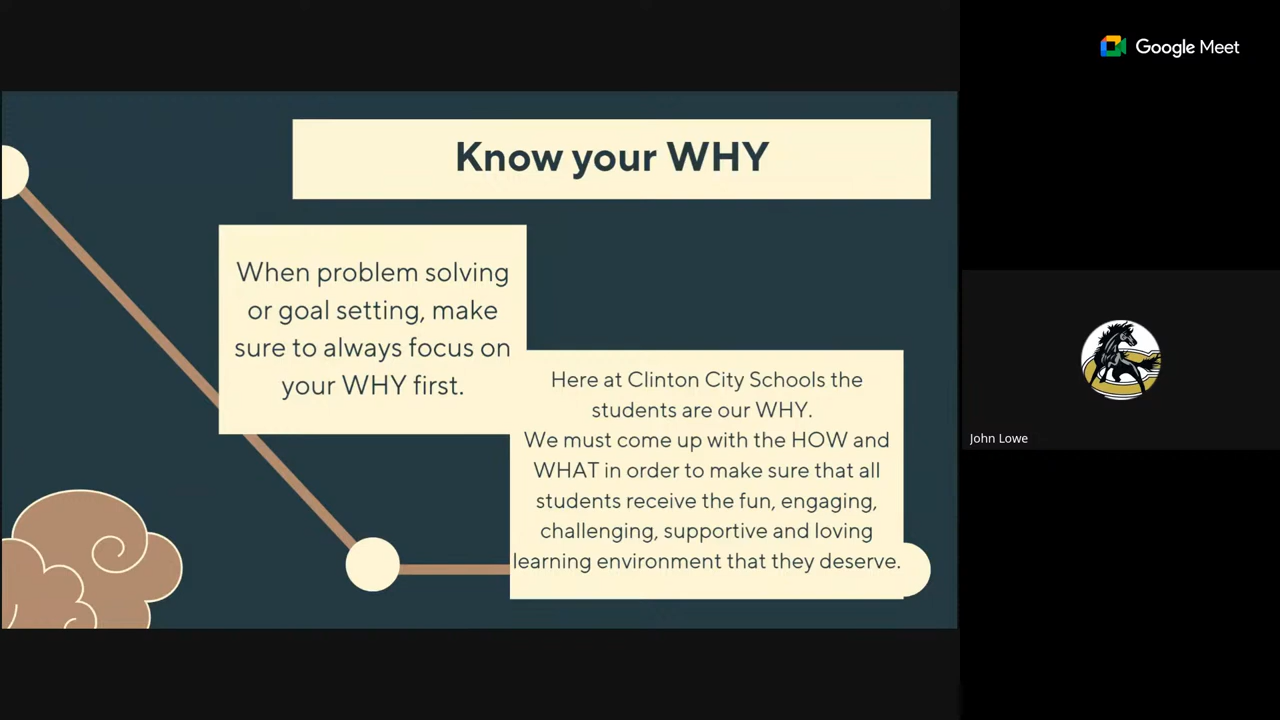 Google Meet
Know your WHY
When problem solving
or goal setting, make
sure to always focus on
your WHY first.
Here at Clinton City Schools the
students are our WHY.
We must come up with the HOW and
WHAT in order to make sure that all
students receive the fun, engaging,
challenging, supportive and loving
learning environment that they deserve.
John Lowe